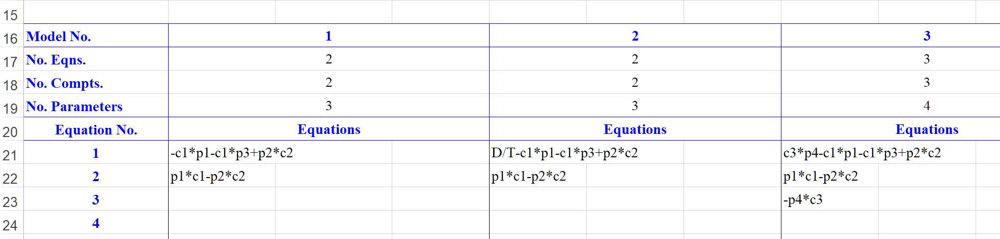 15
16 Model No. 1 2 3
17 No. Eqns. 2 2 3
18 No. Compts. 2 2 3
19 No. Parameters 3 3 4
20 Equation No. Equations Equations Equations
21 1 -c1*p1-c1*p3+p2*c2 D/T-c1*p1-c1*p3+p2*c2 c3*p4-c1*p1-c1*p3+p2*c2
22 2 p1*c1-p2*c2 p1*c1-p2*c2 p1*c1-p2*c2
23 3 -p4*c3
24 4